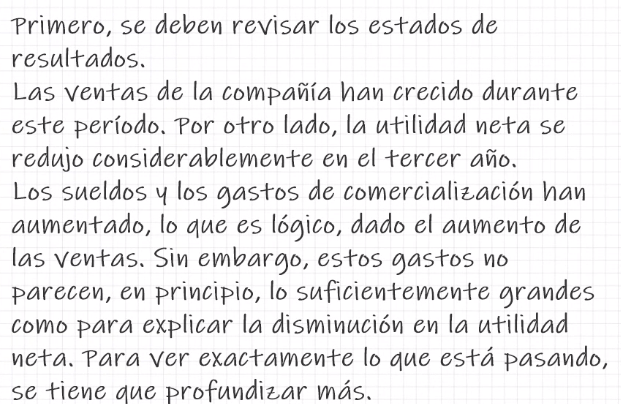 Primero, se deben revisar los estados de
resultados.
Las ventas de la compañía han crecido durante
este período. Por otro lado, la utilidad neta se
redujo considerablemente en el tercer año.
Los sueldos y los gastos de comercialización han
aumentado, lo que es lógico, dado el aumento de
las ventas. Sin embargo, estos gastos no
parecen, en principio, lo suficientemente grandes
como para explicar la disminución en la utilidad
neta. Para ver exactamente lo que está pasando,
se tiene que profundizar más.